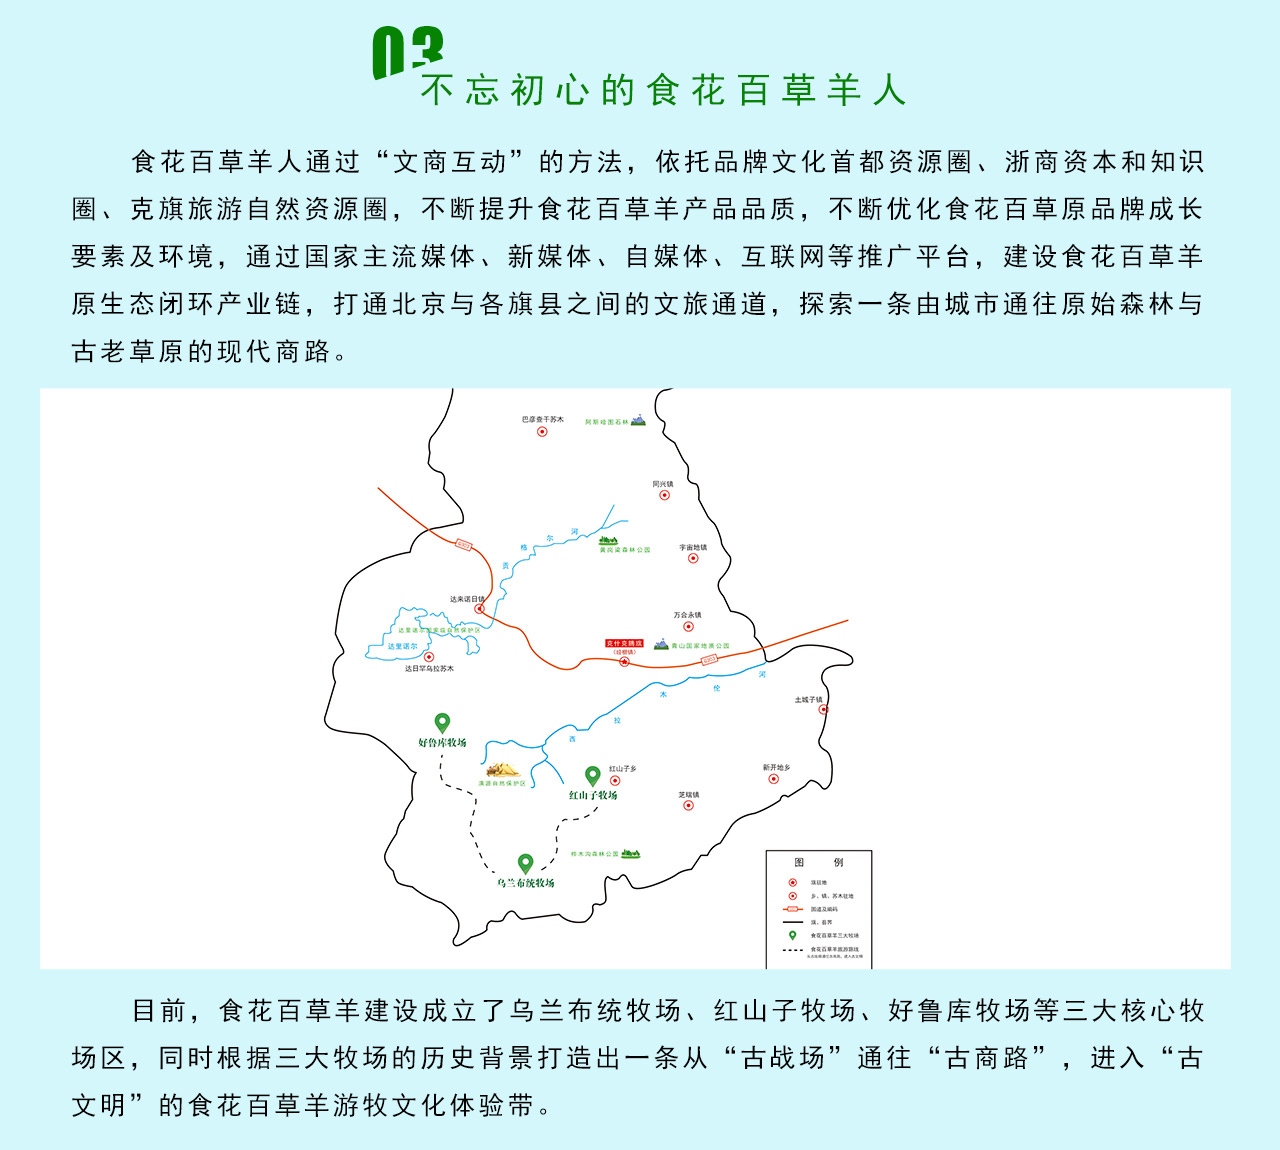 03
不忘初心的食花百草羊人
食花百草羊人通过“文商互动”的方法，依托品牌文化首都资源圈、浙商资本和知识
圈、克旗旅游自然资源圈，不断提升食花百草羊产品品质，不断优化食花百草原品牌成长
要素及环境，通过国家主流媒体、新媒体、自媒体、互联网等推广平台，建设食花百草羊
原生态闭环产业链，打通北京与各旗县之间的文旅通道，探索一条由城市通往原始森林与
古老草原的现代商路。
巴彦查干苏木
阿斯哈图石林
同兴镇
贡格尔河
黄岗梁森林公园
宇宙地镇
达来诺日镇
万合永镇
达里诺尔国家级自然保护区
达里诺尔
克什克腾旗
(经棚镇)
青山国家地质公园
G303
达日罕乌拉苏木
西拉木伦河
土城子镇
好鲁库牧场
红山子乡
新开地乡
红山子牧场
芝瑞镇
桦木沟森林公园
乌兰布统牧场
图 例
旗驻地
乡、镇、苏木驻地
国道及编码
旗、县界
食花百草羊三大牧场
食花百草羊旅游路线
目前，食花百草羊建设成立了乌兰布统牧场、红山子牧场、好鲁库牧场等三大核心牧
场区，同时根据三大牧场的历史背景打造出一条从“古战场”通往“古商路”，进入“古
文明”的食花百草羊游牧文化体验带。